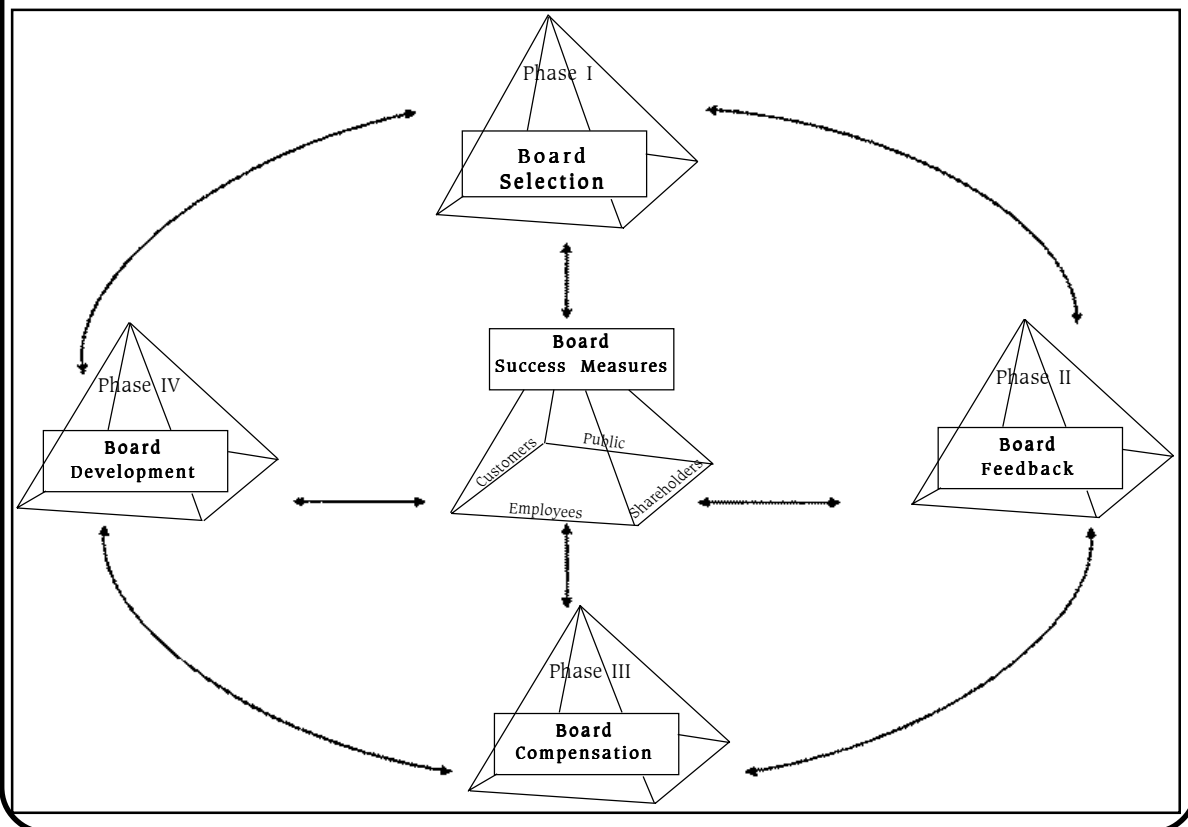 Phase I
Board
Selection
Board
Success Measures
Customers
Public
Employees
Shareholders
Phase IV
Board
Development
Phase II
Board
Feedback
Phase III
Board
Compensation